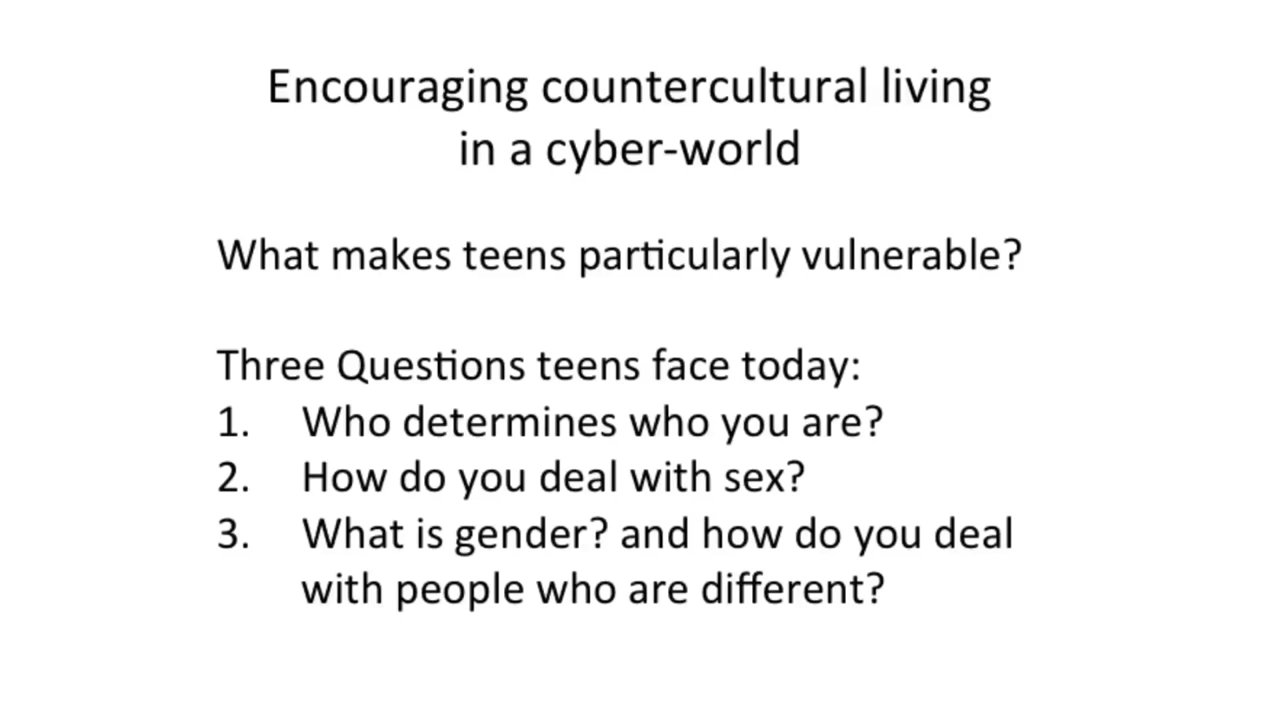 Encouraging countercultural living
in a cyber-world
What makes teens particularly vulnerable?
Three Questions teens face today:
1. Who determines who you are?
2. How do you deal with sex?
3. What is gender? and how do you deal
with people who are different?